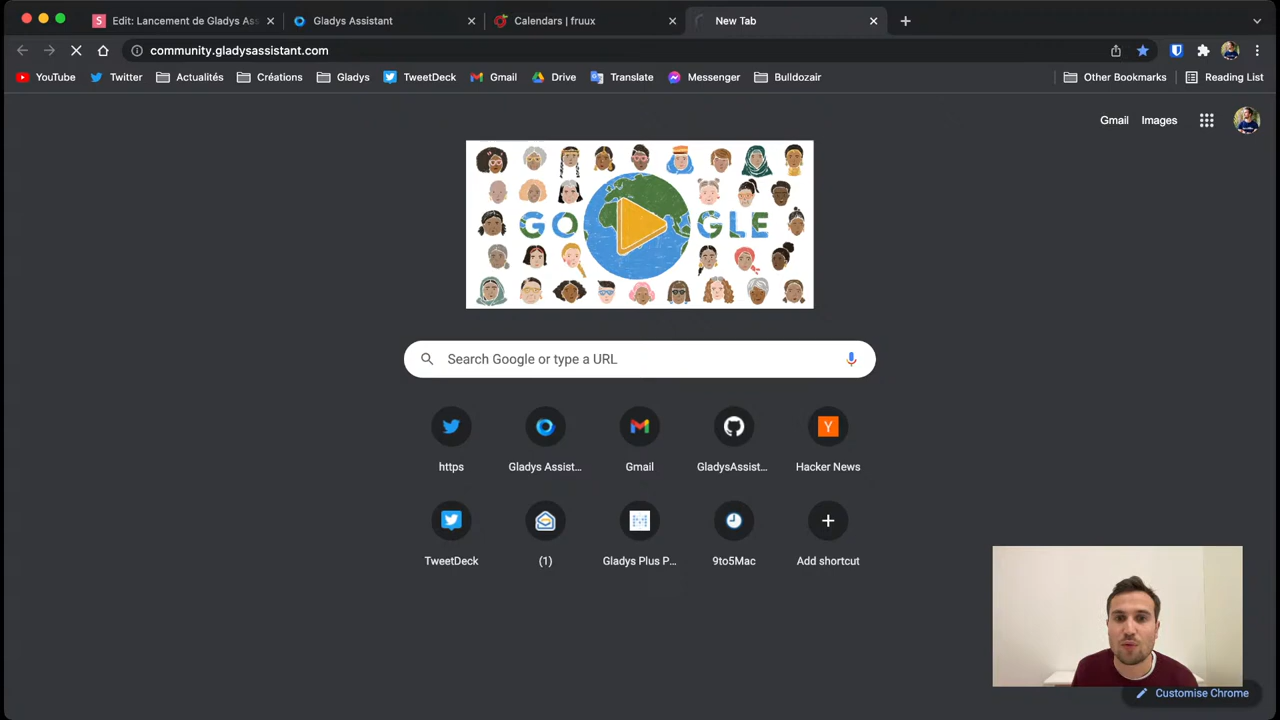 Edit: Lancement de Gladys Ass
Gladys Assistant
Calendars | fruux
New Tab
community.gladysassistant.com
YouTube
Twitter
Actualités
Créations
Gladys
TweetDeck
Gmail
Drive
Translate
Messenger
Bulldozair
Other Bookmarks
Reading List
Gmail
Images
GO GLE
Search Google or type a URL
https
Gladys Assist...
Gmail
GladysAssist...
Hacker News
TweetDeck
(1)
Gladys Plus P...
9to5Mac
Add shortcut
Customise Chrome